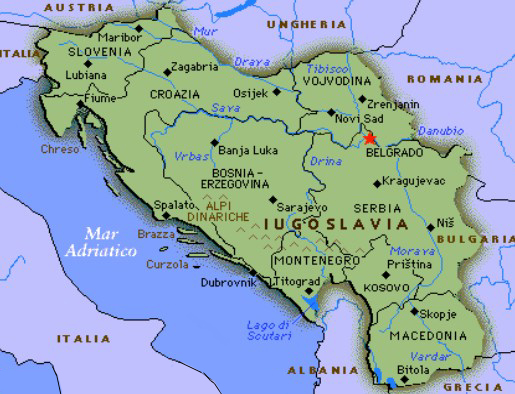 AUSTRIA
UNGHERIA
Mur
Maribor
ITALIA
SLOVENIA
Lubiana
Zagabria
Drava
Tibisco
ROMANIA
VOJVODINA
Fiume
CROAZIA
Osijek
Zrenjanin
Sava
Novi Sad
Danubio
Chreso
Vrbas
Banja Luka
Drina
BELGRADO
BOSNIA-
ERZEGOVINA
Kragujevac
Spalato
ALPI
DINARICHE
Sarajevo
SERBIA
Mar
Adriatico
Brazza
IUGOSLAVIA
Niš
BULGARIA
Curzola
MONTENEGRO
Morava
Priština
Dubrovnik
Titograd
KOSOVO
Skopje
Lago di
Scutari
MACEDONIA
ITALIA
Vardar
ALBANIA
Bitola
GRECIA